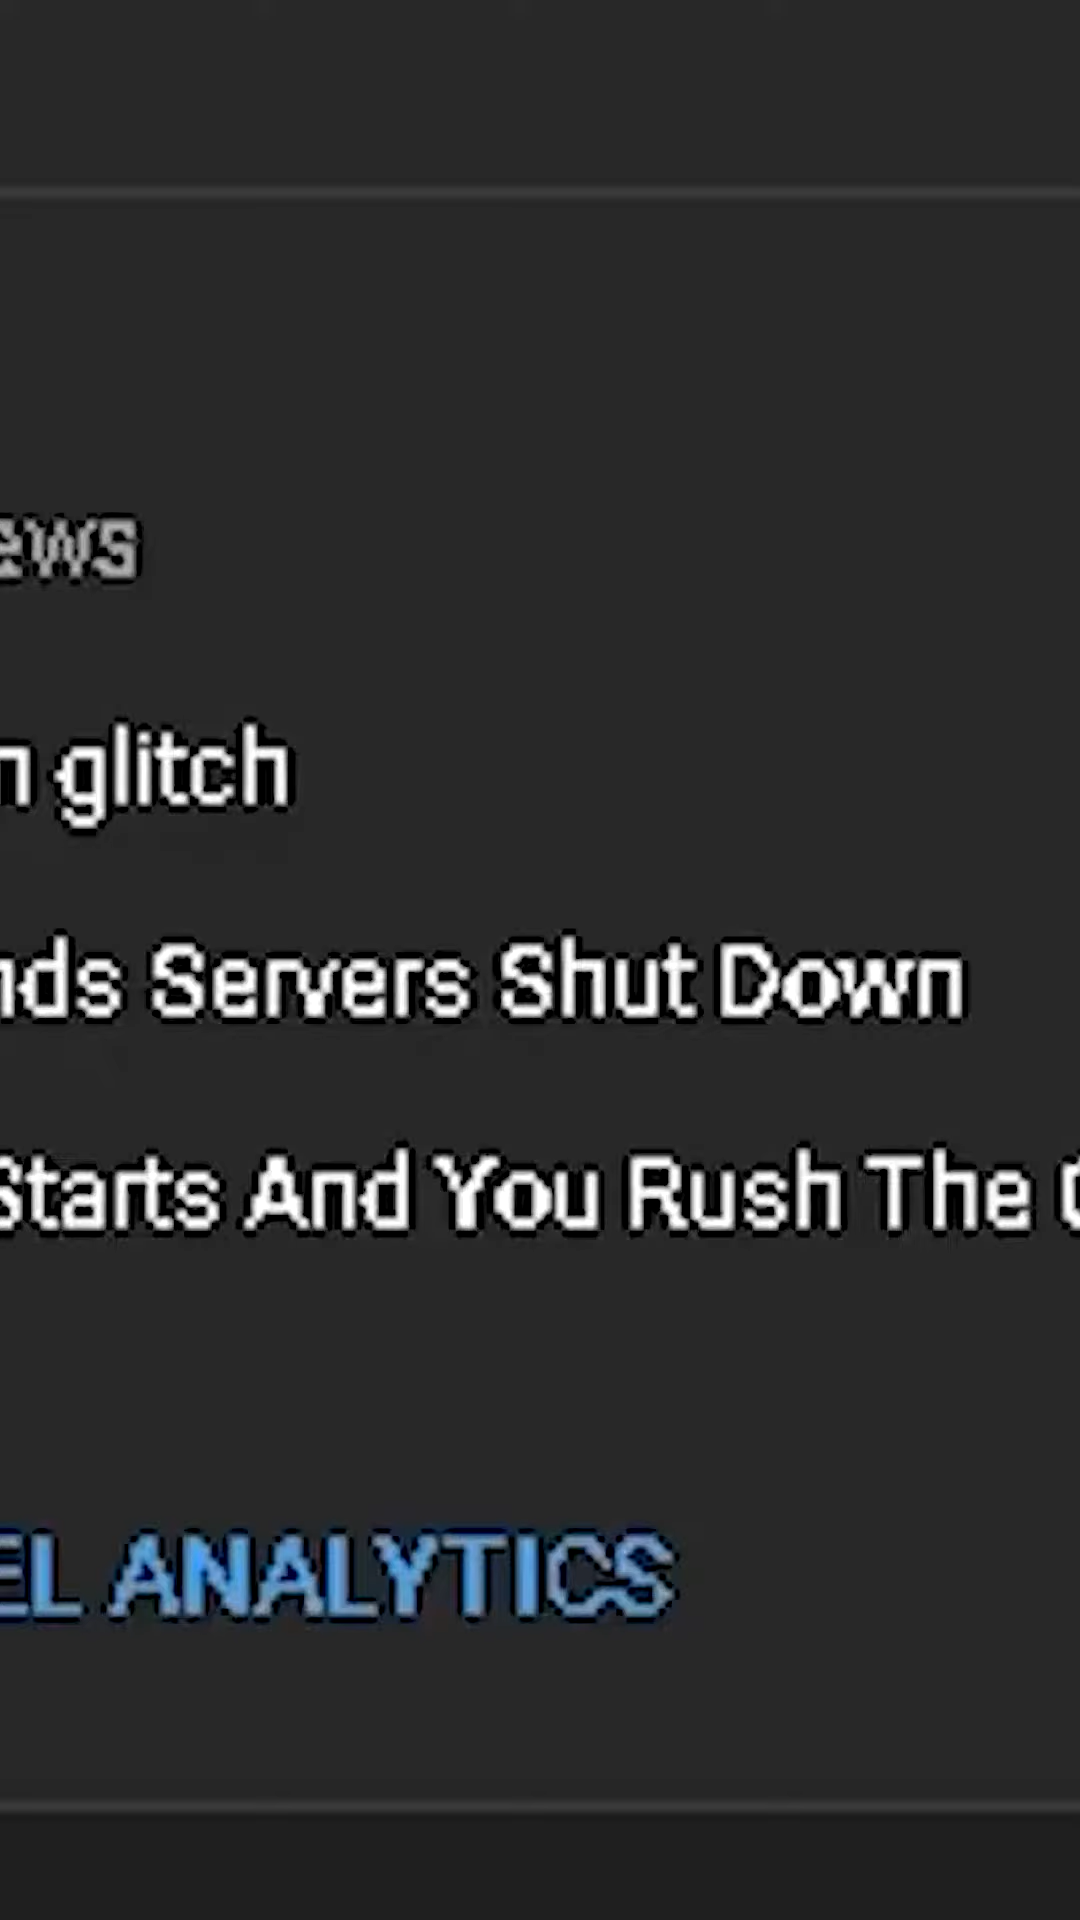 ews
n glitch
nds Servers Shut Down
Starts And You Rush The
EL ANALYTICS